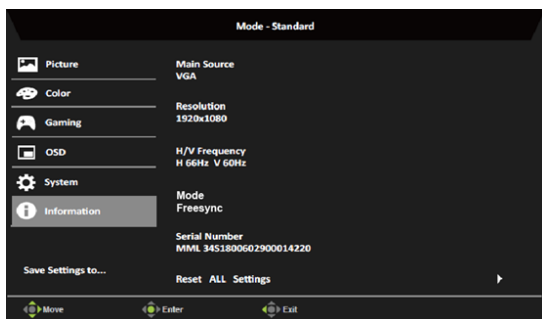 Mode - Standard
Picture
Color
Gaming
OSD
System
Information
Save Settings to...
Main Source
VGA
Resolution
1920x1080
H/V Frequency
H 66Hz V 60Hz
Mode
Freesync
Serial Number
MML 3451800602900014220
Reset ALL Settings
Move Enter Exit